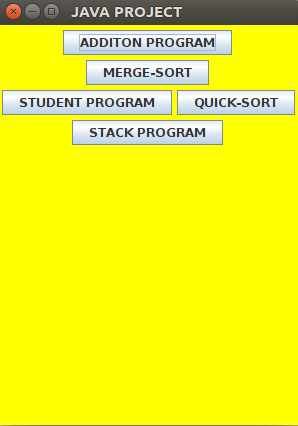 JAVA PROJECT
ADDITON PROGRAM
MERGE-SORT
STUDENT PROGRAM QUICK-SORT
STACK PROGRAM